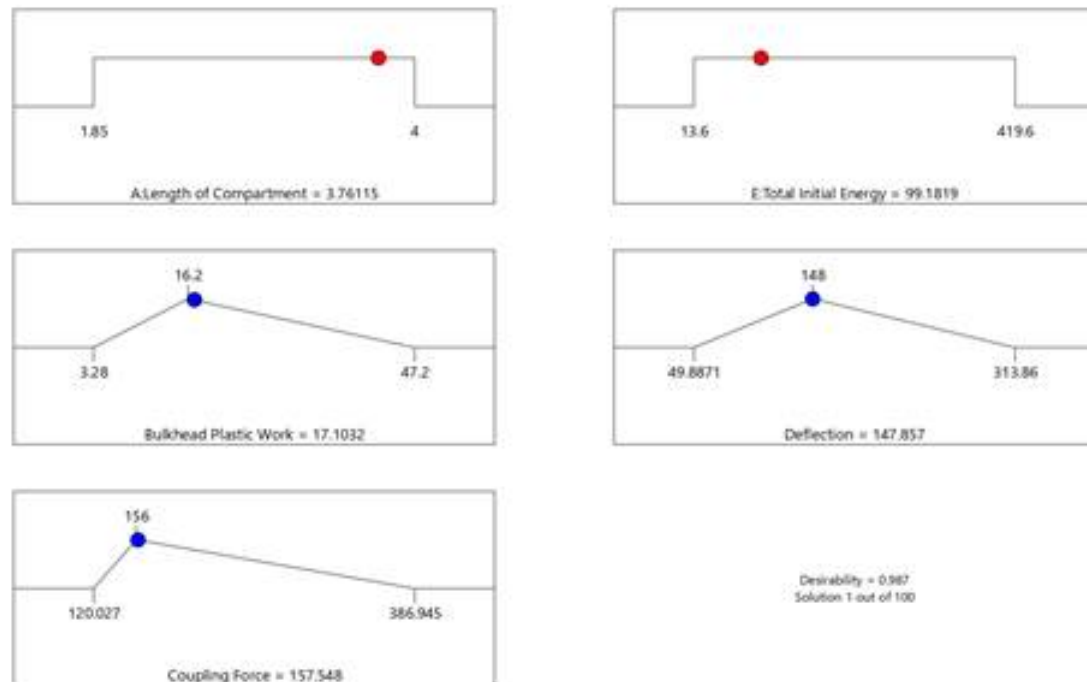 1.85
4
A:Length of Compartment = 3.76115
13.6
419.6
E:Total Initial Energy = 99.1819
16.2
3.28
47.2
Bulkhead Plastic Work = 17.1032
148
49.8871
313.86
Deflection = 147.857
156
120.027
386.945
Coupling Force = 157.548
Desirability = 0.987
Solution 1 out of 100